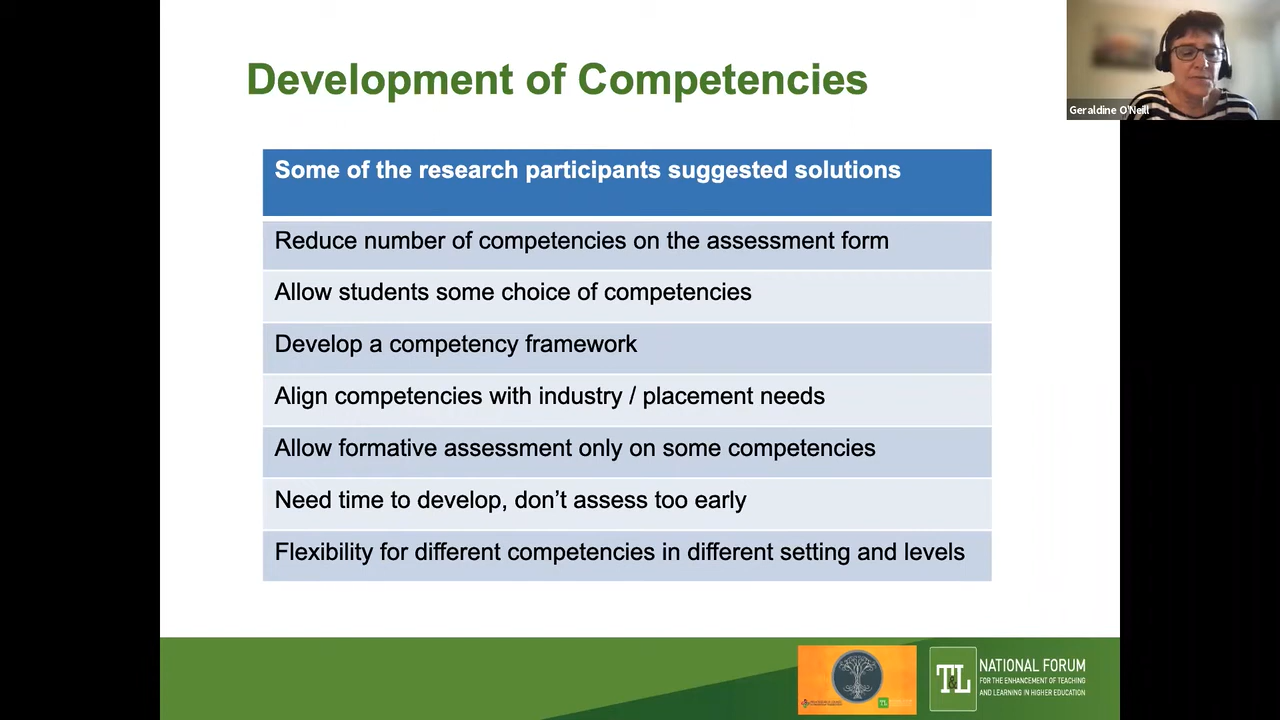 Development of Competencies
Geraldine O'Neill
Some of the research participants suggested solutions
Reduce number of competencies on the assessment form
Allow students some choice of competencies
Develop a competency framework
Align competencies with industry / placement needs
Allow formative assessment only on some competencies
Need time to develop, don’t assess too early
Flexibility for different competencies in different setting and levels
T&L
NATIONAL FORUM
FOR THE ENHANCEMENT OF TEACHING
AND LEARNING IN HIGHER EDUCATION